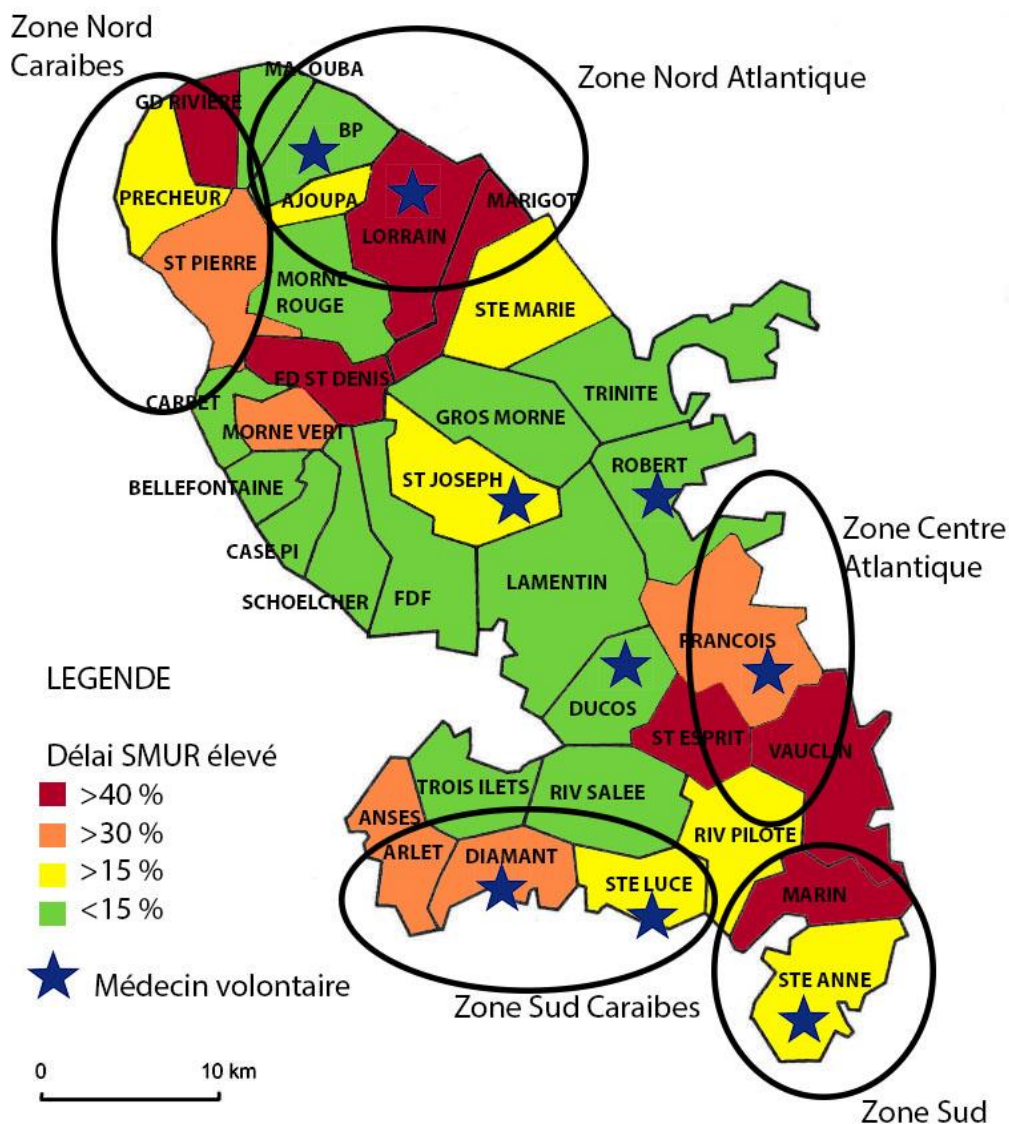 Zone Nord
Caraibes
Zone Nord Atlantique
MACOUBA
GD RIVIERE
BP
PRECHEUR
AJOUPA
MARIGOT
LORRAIN
ST PIERRE
MORNE
ROUGE
STE MARIE
FD ST DENIS
TRINITE
CARBET
GROS MORNE
MORNE VERT
ROBERT
ST JOSEPH
BELLEFONTAINE
Zone Centre
Atlantique
CASE PI
LAMENTIN
SCHOELCHER
FDF
FRANCOIS
DUCOS
ST ESPRIT
VAUCLIN
TROIS ILETS
RIV SALEE
ANSES
ARLET
RIV PILOTE
DIAMANT
STE LUCE
MARIN
STE ANNE
Zone Sud Caraibes
Zone Sud
LEGENDE
Délai SMUR élevé
>40 %
>30 %
>15 %
<15 %
Médecin volontaire
0 10 km